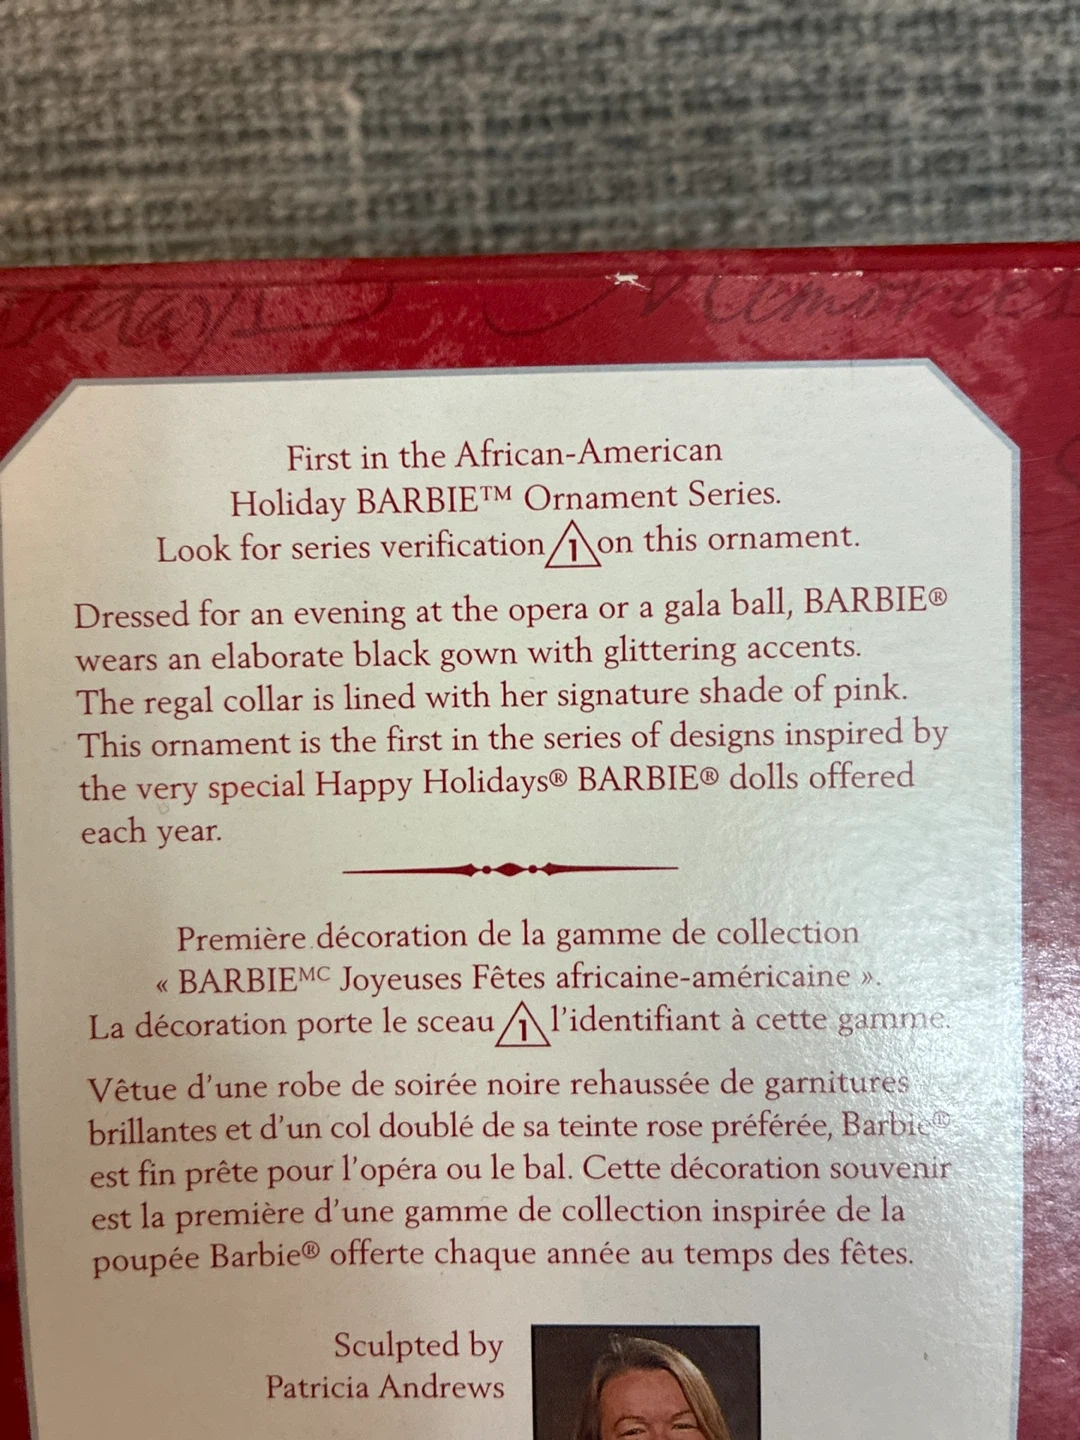 Holidays
Memories
First in the African-American
Holiday BARBIE™ Ornament Series.
Look for series verification 1 on this ornament.
Dressed for an evening at the opera or a gala ball, BARBIE®
wears an elaborate black gown with glittering accents.
The regal collar is lined with her signature shade of pink.
This ornament is the first in the series of designs inspired by
the very special Happy Holidays® BARBIE® dolls offered
each year.
Première décoration de la gamme de collection
« BARBIEᴹᶜ Joyeuses Fêtes africaine-américaine ».
La décoration porte le sceau 1 l'identifiant à cette gamme.
Vêtue d'une robe de soirée noire rehaussée de garnitures
brillantes et d'un col doublé de sa teinte rose préférée, Barbie®
est fin prête pour l'opéra ou le bal. Cette décoration souvenir
est la première d'une gamme de collection inspirée de la
poupée Barbie® offerte chaque année au temps des fêtes.
Sculpted by
Patricia Andrews